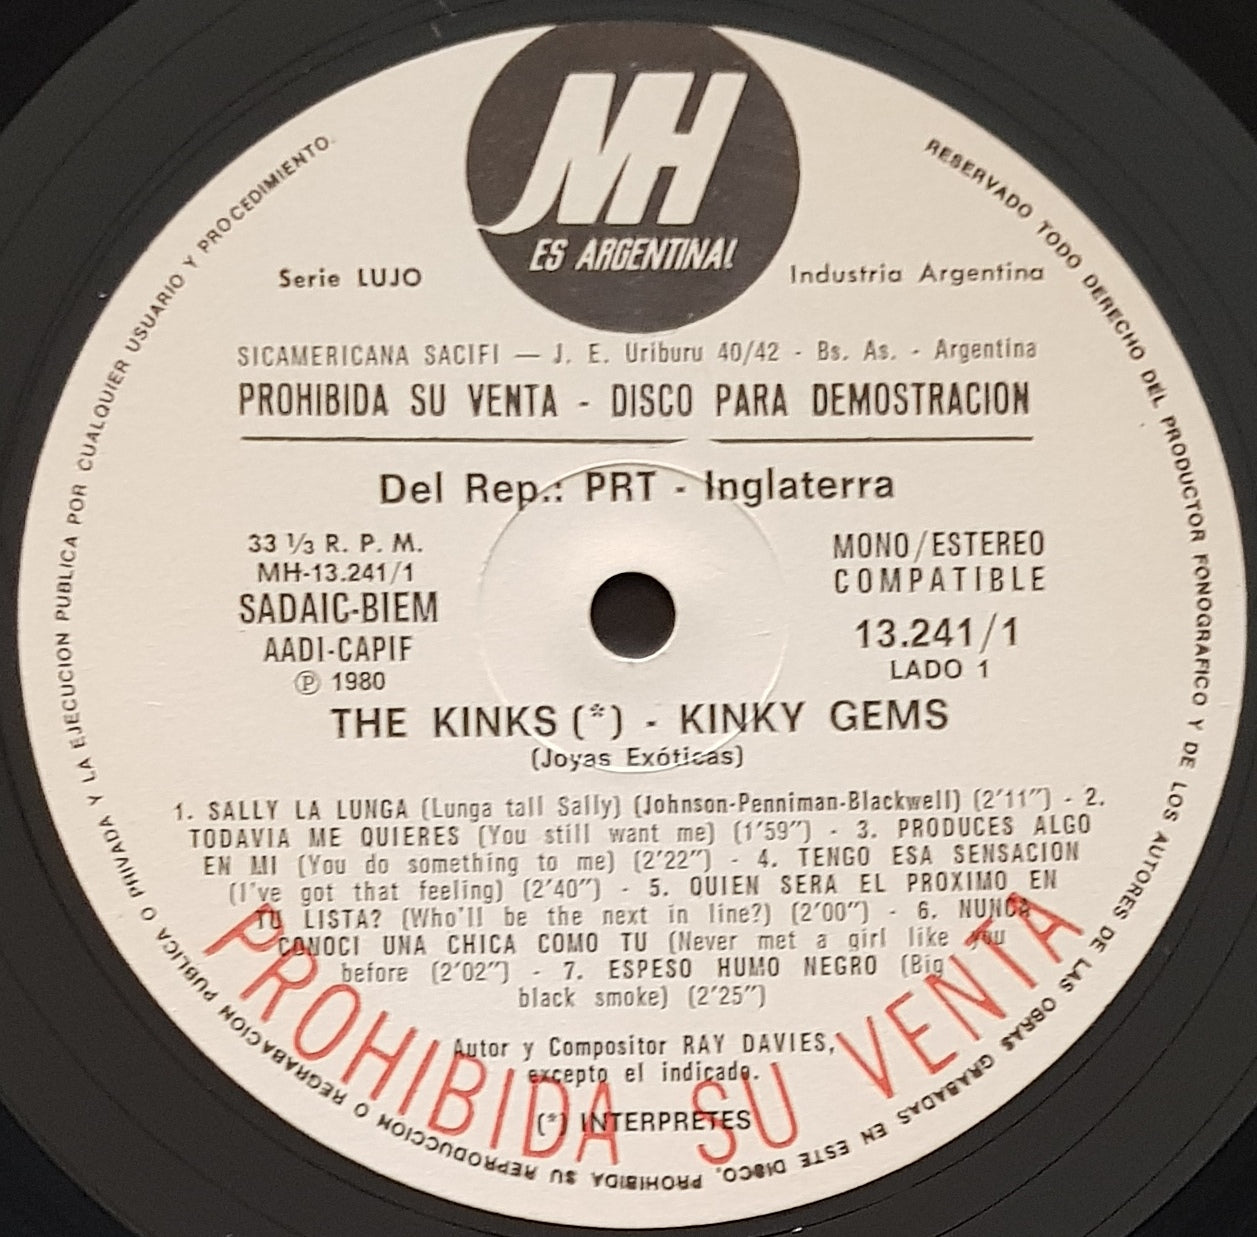 MH
ES ARGENTINA!
Serie LUJO
Industria Argentina
SICAMERICANA SACIFI — J. E. Uriburu 40/42 - Bs. As. - Argentina
PROHIBIDA SU VENTA - DISCO PARA DEMOSTRACION
Del Rep.: PRT - Inglaterra
33 1/3 R. P. M.
MH-13.241/1
SADAIC-BIEM
AADI-CAPIF
℗ 1980
MONO/ESTEREO
COMPATIBLE
13.241/1
LADO 1
THE KINKS (*) - KINKY GEMS
(Joyas Exóticas)
1. SALLY LA LUNGA (Lunga tall Sally) (Johnson-Penniman-Blackwell) (2'11") - 2.
TODAVIA ME QUIERES (You still want me) (1'59") - 3. PRODUCES ALGO
EN MI (You do something to me) (2'22") - 4. TENGO ESA SENSACION
(I've got that feeling) (2'40") - 5. QUIEN SERA EL PROXIMO EN
TU LISTA? (Who'll be the next in line?) (2'00") - 6. NUNCA
CONOCI UNA CHICA COMO TU (Never met a girl like you
before (2'02") - 7. ESPESO HUMO NEGRO (Big
black smoke) (2'25")
Autor y Compositor RAY DAVIES,
excepto el indicado.
(*) INTERPRETES
PROHIBIDA SU VENTA
RESERVADO TODO DERECHO DEL PRODUCTOR FONOGRAFICO Y DE LOS AUTORES DE LAS OBRAS GRABADAS EN ESTE DISCO. PROHIBIDA SU REPRODUCCION O REGRABACION PUBLICA O PRIVADA Y LA EJECUCION PUBLICA POR CUALQUIER USUARIO Y PROCEDIMIENTO.